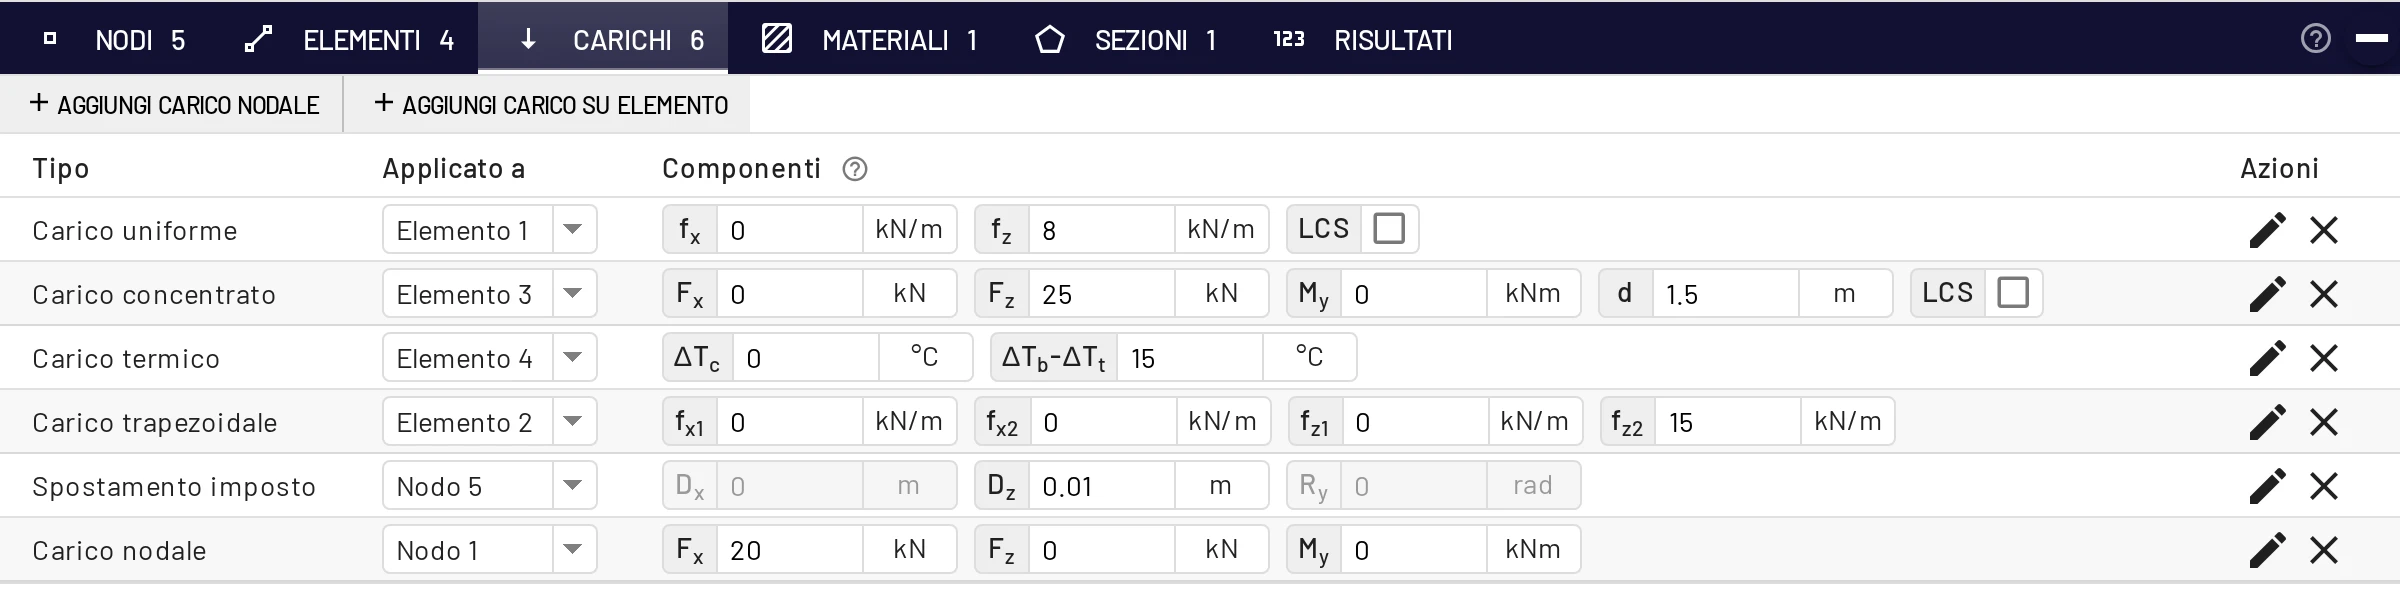 NODI 5 ELEMENTI 4 CARICHI 6 MATERIALI 1 SEZIONI 1 123 RISULTATI ?
+ AGGIUNGI CARICO NODALE + AGGIUNGI CARICO SU ELEMENTO
Tipo Applicato a Componenti ? Azioni
Carico uniforme Elemento 1 fx 0 kN/m fz 8 kN/m LCS
Carico concentrato Elemento 3 Fx 0 kN Fz 25 kN My 0 kNm d 1.5 m LCS
Carico termico Elemento 4 ΔTc 0 °C ΔTb-ΔTt 15 °C
Carico trapezoidale Elemento 2 fx1 0 kN/m fx2 0 kN/m fz1 0 kN/m fz2 15 kN/m
Spostamento imposto Nodo 5 Dx 0 m Dz 0.01 m Ry 0 rad
Carico nodale Nodo 1 Fx 20 kN Fz 0 kN My 0 kNm